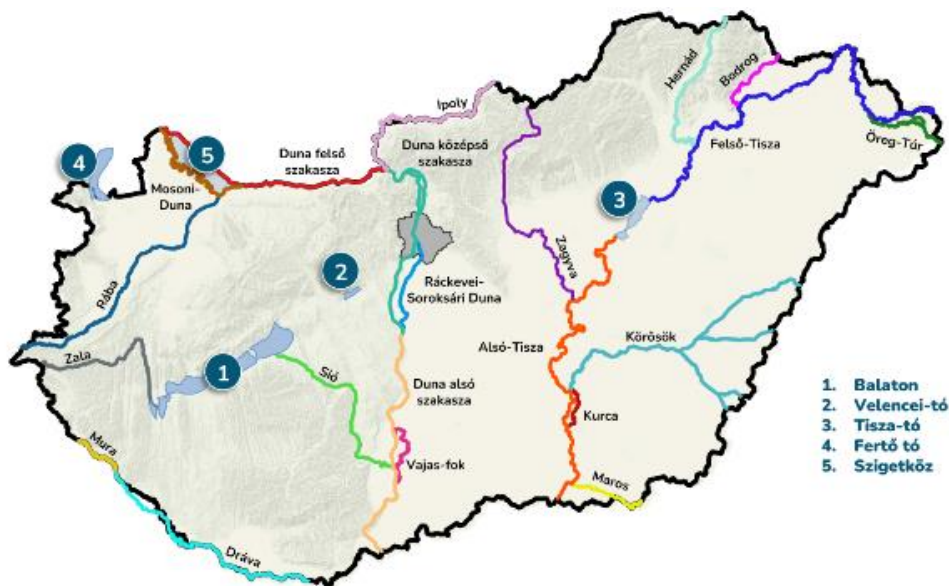 Hernád
Bodrog
Ipoly
4
5
Duna felső
szakasza
Duna középső
szakasza
Felső-Tisza
Öreg-Túr
Mosoni-
Duna
3
2
Zagyva
Rába
Ráckevei-
Soroksári Duna
Zala
1
Sió
Alsó-Tisza
Körösök
Duna alsó
szakasza
Kurca
Mura
Vajas-fok
Maros
Dráva
1. Balaton
2. Velencei-tó
3. Tisza-tó
4. Fertő tó
5. Szigetköz